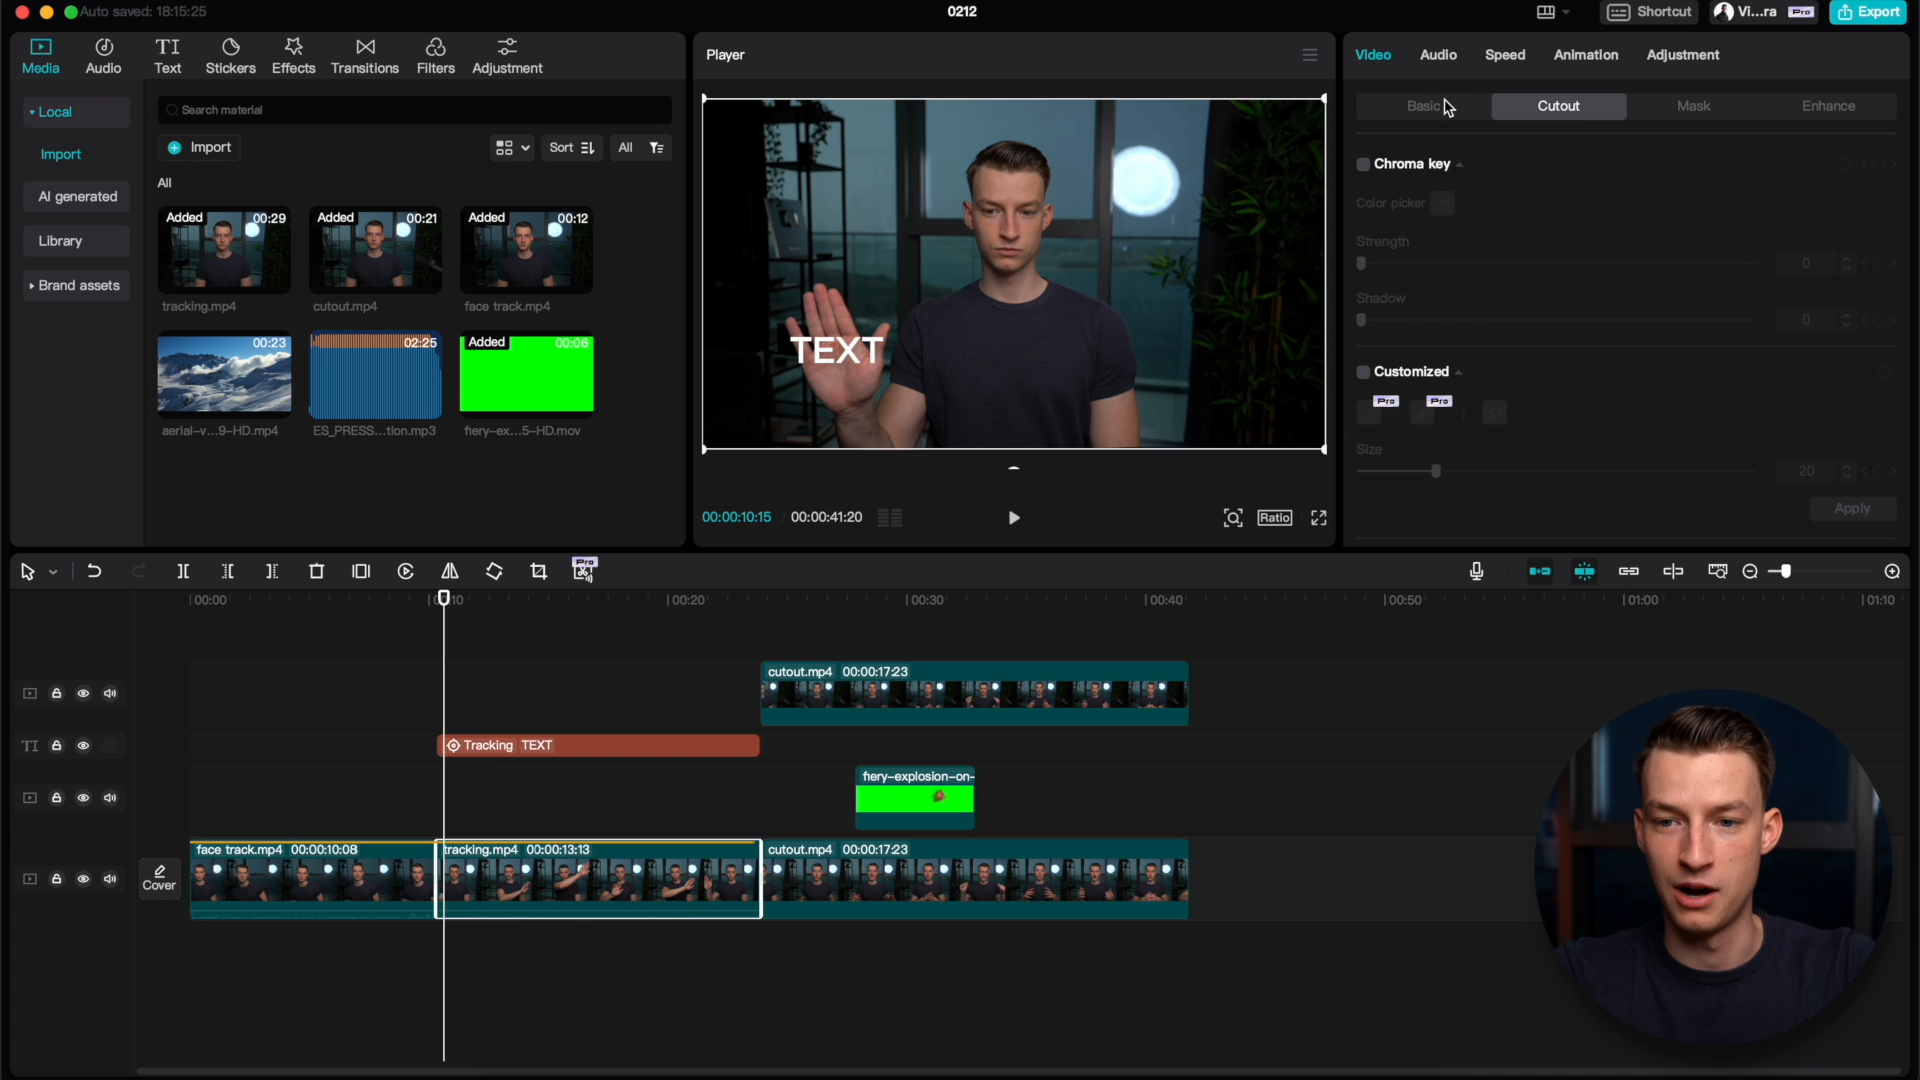 Auto saved: 18:15:25
0212
Shortcut
Vi...ra
Pro
Export
Media
Audio
TI
Text
Stickers
Effects
Transitions
Filters
Adjustment
Player
Video
Audio
Speed
Animation
Adjustment
Local
Import
AI generated
Library
Brand assets
Search material
Import
Sort
All
All
Added 00:29
Added 00:21
Added 00:12
tracking.mp4
cutout.mp4
face track.mp4
00:23
02:25
Added 00:06
aerial-v...9-HD.mp4
ES_PRESS...tion.mp3
fiery-ex...5-HD.mov
TEXT
00:00:10:15
00:00:41:20
Ratio
Basic
Cutout
Mask
Enhance
Chroma key
Color picker
Strength
0
Shadow
0
Customized
Pro
Pro
Size
20
Apply
Pro
00:00
00:10
00:20
00:30
00:40
00:50
01:00
01:10
cutout.mp4 00:00:17:23
TI
Tracking TEXT
fiery-explosion-on-
Cover
face track.mp4 00:00:10:08
tracking.mp4 00:00:13:13
cutout.mp4 00:00:17:23